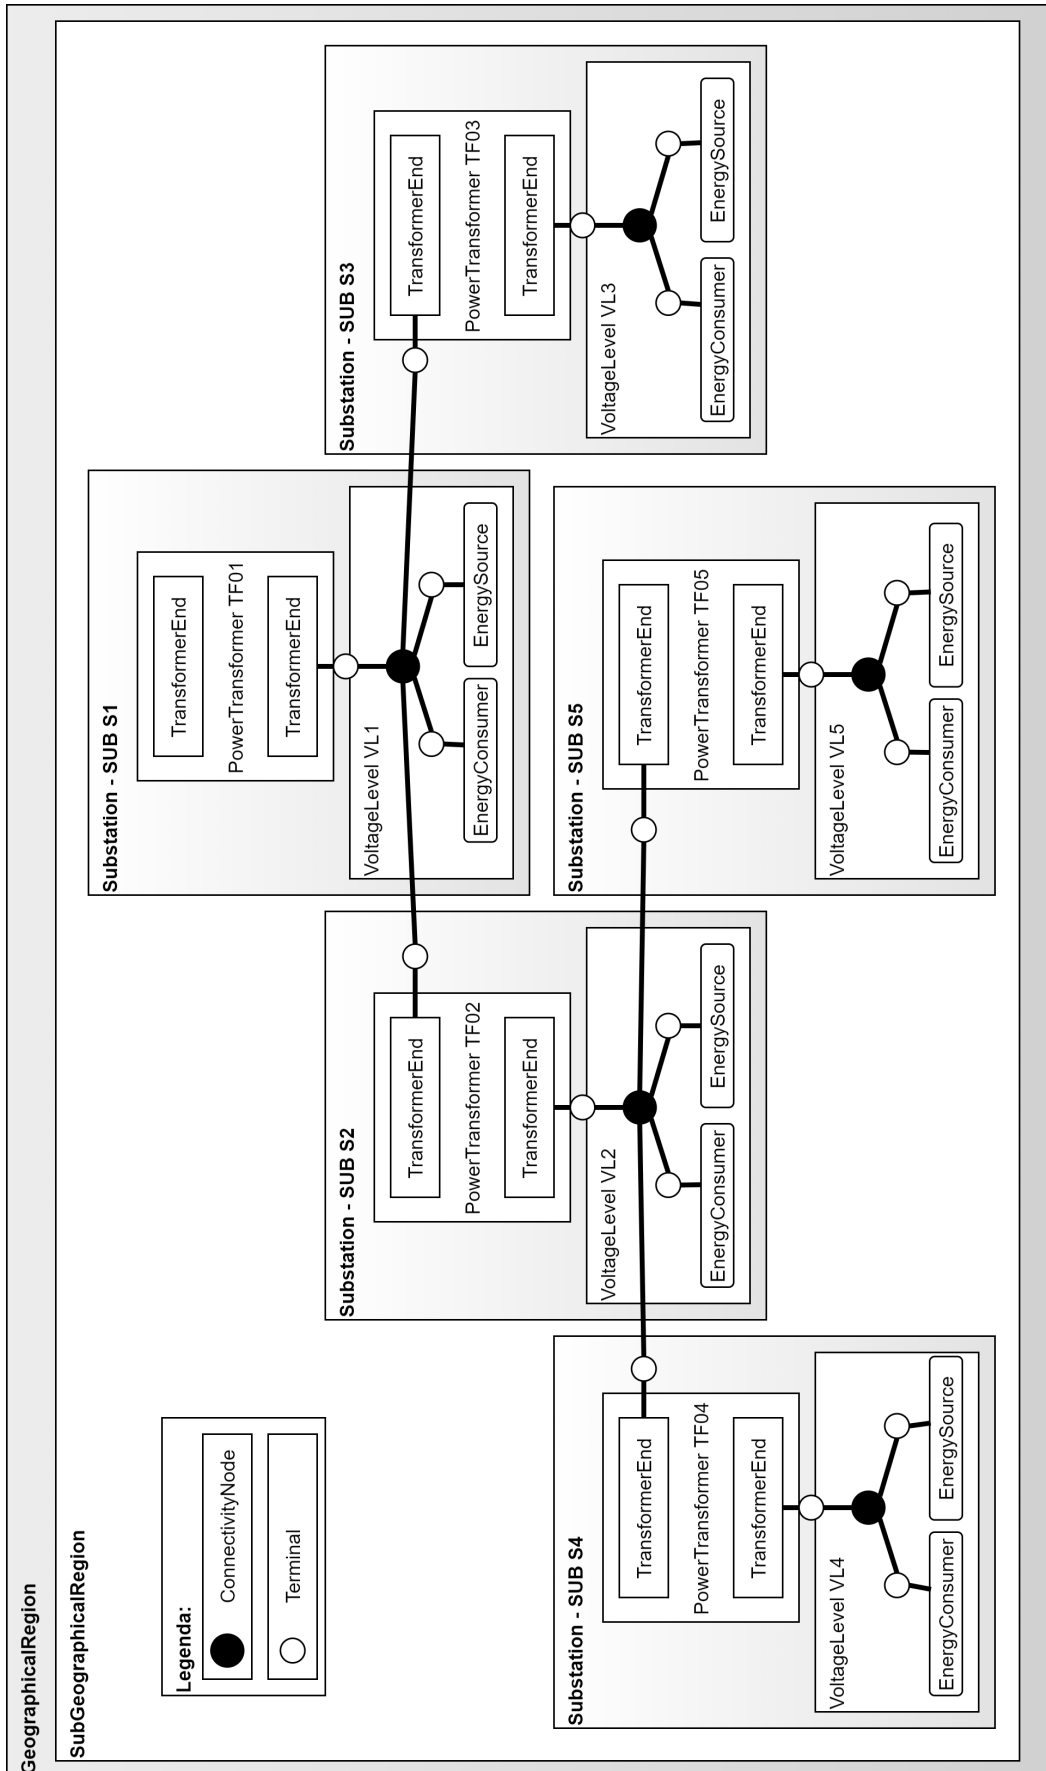 GeographicalRegion
SubGeographicalRegion
Legenda:
ConnectivityNode
Terminal
Substation - SUB S1
TransformerEnd
PowerTransformer TF01
TransformerEnd
VoltageLevel VL1
EnergyConsumer
EnergySource
Substation - SUB S2
TransformerEnd
PowerTransformer TF02
TransformerEnd
VoltageLevel VL2
EnergyConsumer
EnergySource
Substation - SUB S3
TransformerEnd
PowerTransformer TF03
TransformerEnd
VoltageLevel VL3
EnergyConsumer
EnergySource
Substation - SUB S4
TransformerEnd
PowerTransformer TF04
TransformerEnd
VoltageLevel VL4
EnergyConsumer
EnergySource
Substation - SUB S5
TransformerEnd
PowerTransformer TF05
TransformerEnd
VoltageLevel VL5
EnergyConsumer
EnergySource